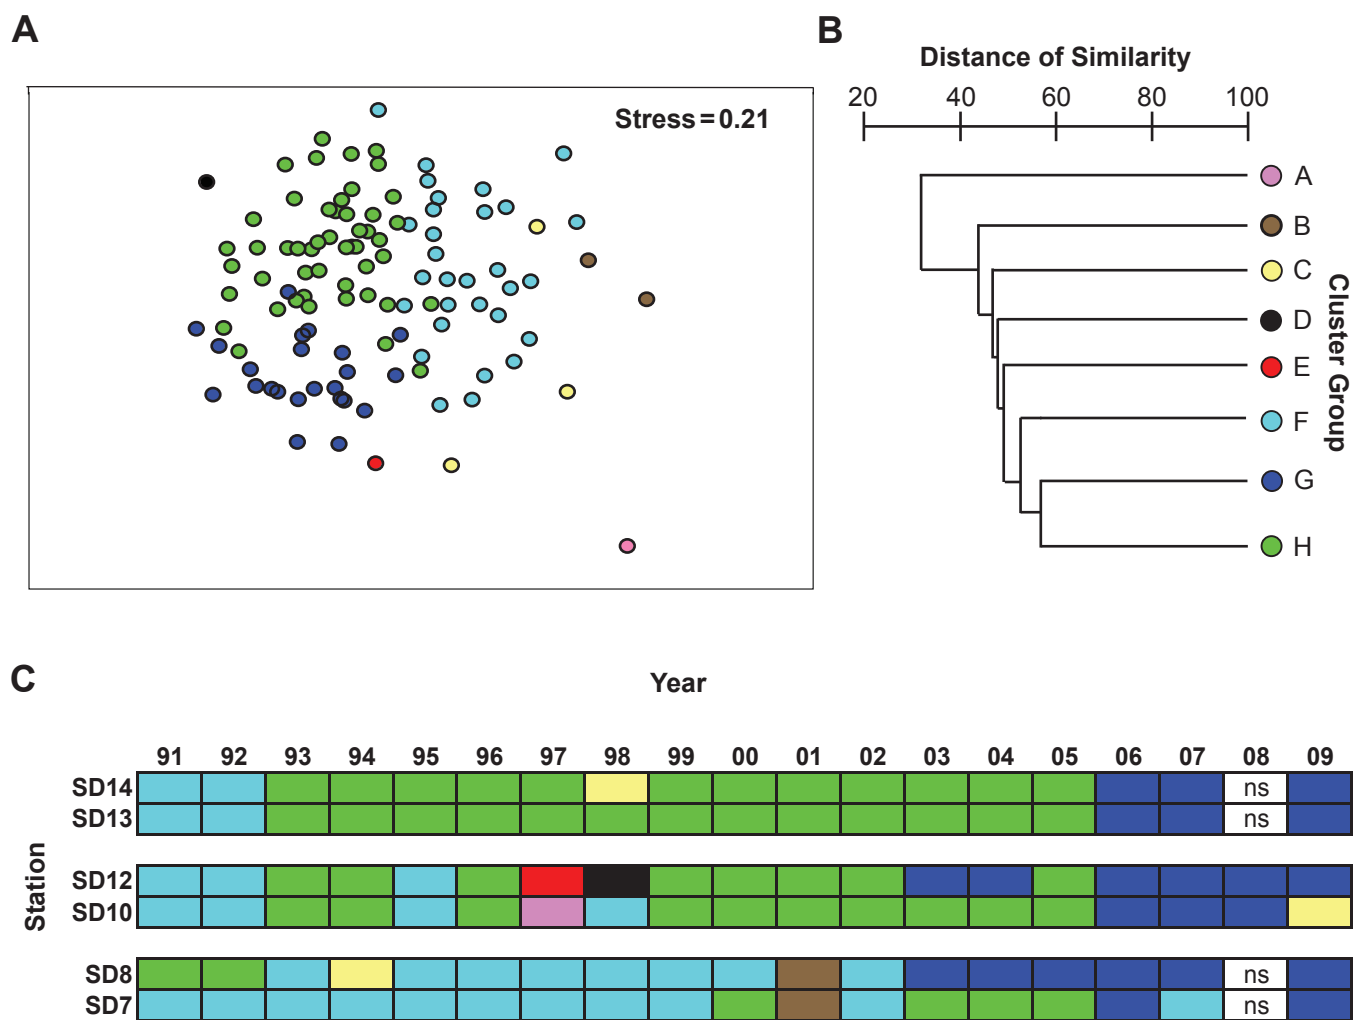 A
Stress = 0.21
B
Distance of Similarity
20 40 60 80 100
A
B
C
D
E
F
G
H
Cluster Group
C
Year
91 92 93 94 95 96 97 98 99 00 01 02 03 04 05 06 07 08 09
Station
SD14 ns
SD13 ns
SD12
SD10
SD8 ns
SD7 ns